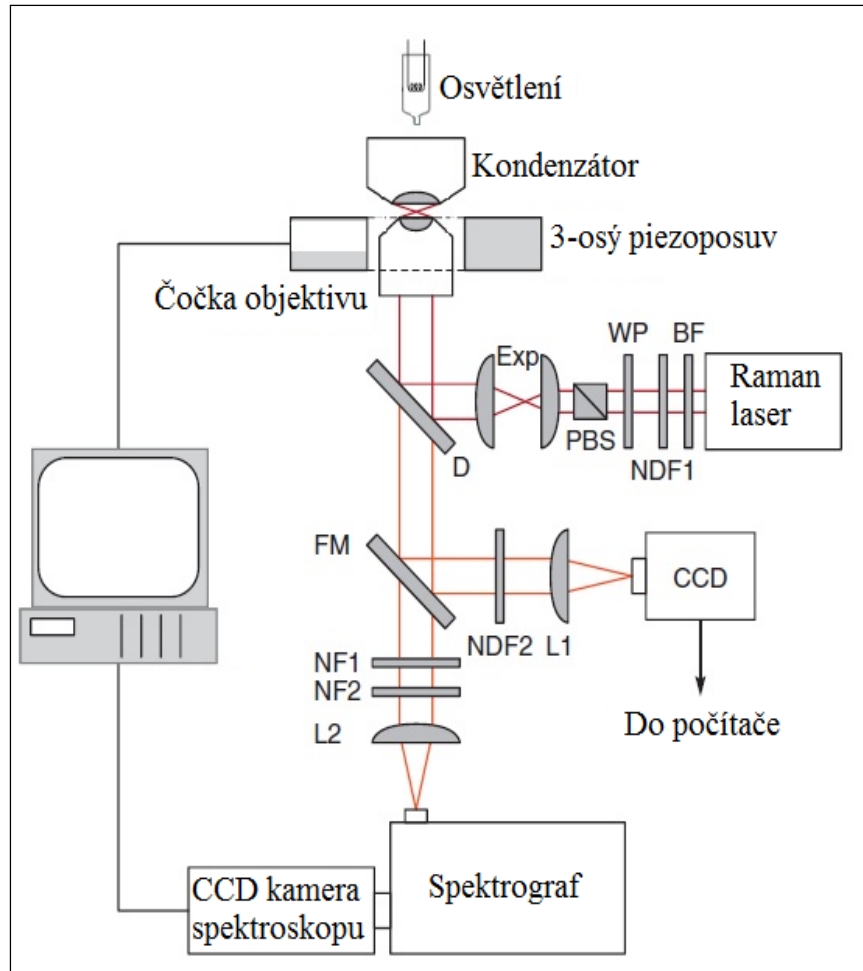 Osvětlení
Kondenzátor
3-osý piezoposuv
Čočka objektivu
WP
BF
Exp
Raman
laser
PBS
NDF1
D
FM
CCD
NDF2
L1
NF1
NF2
L2
Do počítače
CCD kamera
spektroskopu
Spektrograf